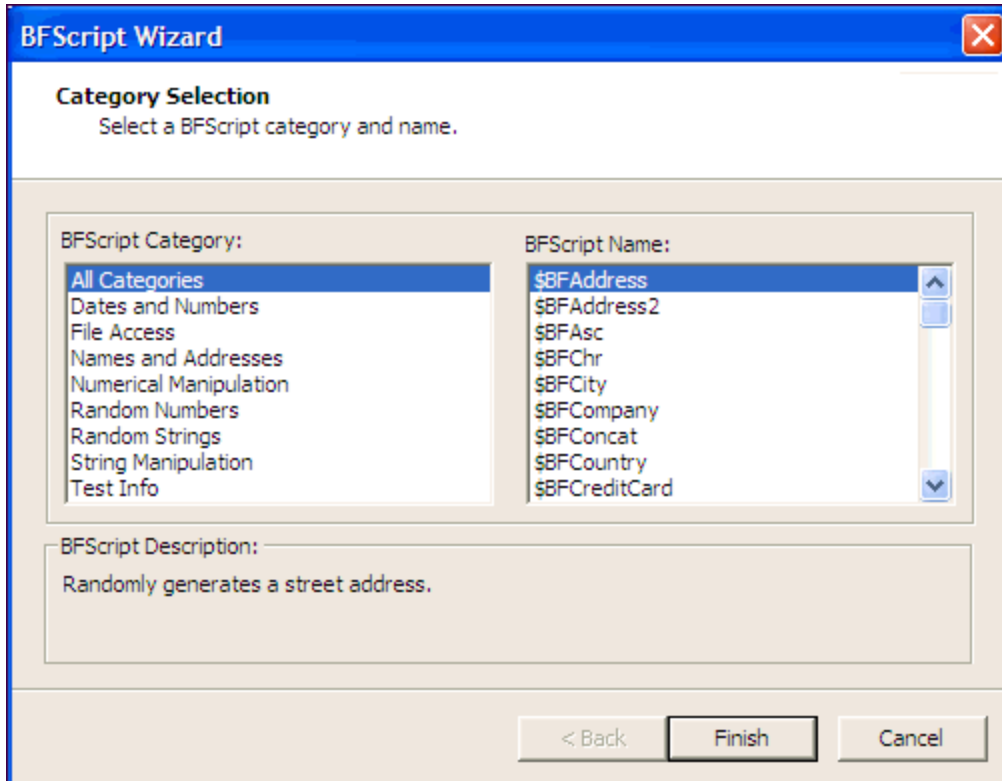 BFScript Wizard
Category Selection
Select a BFScript category and name.
BFScript Category:
All Categories
Dates and Numbers
File Access
Names and Addresses
Numerical Manipulation
Random Numbers
Random Strings
String Manipulation
Test Info
BFScript Name:
$BFAddress
$BFAddress2
$BFAsc
$BFChr
$BFCity
$BFCompany
$BFConcat
$BFCountry
$BFCreditCard
BFScript Description:
Randomly generates a street address.
< Back
Finish
Cancel